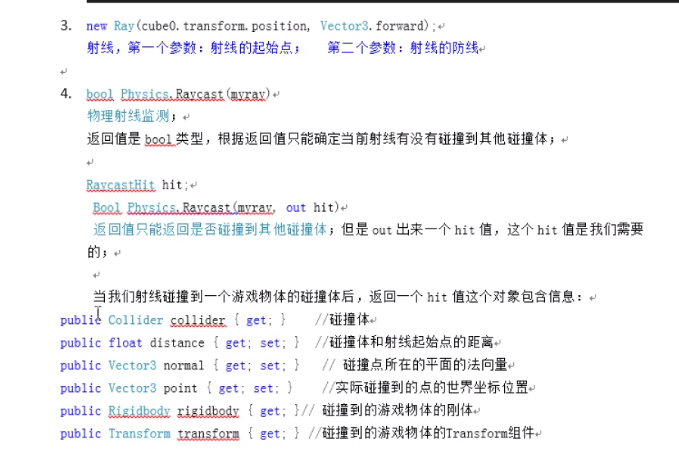 3. new Ray(cube0.transform.position, Vector3.forward);
射线，第一个参数：射线的起始点； 第二个参数：射线的防线
4. bool Physics.Raycast(myray)
物理射线监测；
返回值是 bool 类型，根据返回值只能确定当前射线有没有碰撞到其他碰撞体；
RaycastHit hit;
Bool Physics.Raycast(myray, out hit)
返回值只能返回是否碰撞到其他碰撞体；但是 out 出来一个 hit 值，这个 hit 值是我们需要
的；
当我们射线碰撞到一个游戏物体的碰撞体后，返回一个 hit 值这个对象包含信息：
public Collider collider { get; } //碰撞体
public float distance { get; set; } //碰撞体和射线起始点的距离
public Vector3 normal { get; set; } // 碰撞点所在的平面的法向量
public Vector3 point { get; set; } //实际碰撞到的点的世界坐标位置
public Rigidbody rigidbody { get; }// 碰撞到的游戏物体的刚体
public Transform transform { get; } //碰撞到的游戏物体的Transform组件